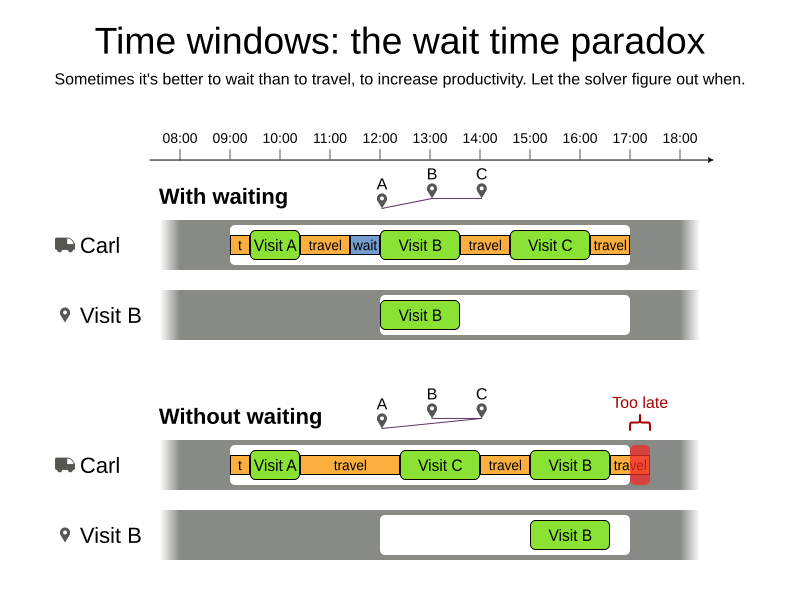 Time windows: the wait time paradox
Sometimes it's better to wait than to travel, to increase productivity. Let the solver figure out when.
08:00 09:00 10:00 11:00 12:00 13:00 14:00 15:00 16:00 17:00 18:00
With waiting
A B C
Carl
t Visit A travel wait Visit B travel Visit C travel
Visit B
Visit B
Without waiting
A B C
Too late
Carl
t Visit A travel Visit C travel Visit B travel
Visit B
Visit B